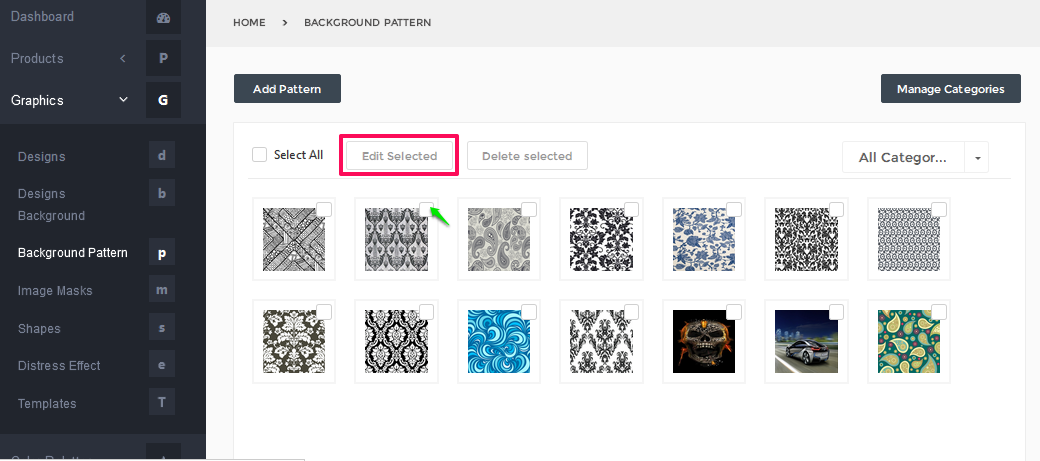 Dashboard
Products
P
Graphics
G
Designs
d
Designs
Background
b
Background Pattern
p
Image Masks
m
Shapes
s
Distress Effect
e
Templates
T
HOME > BACKGROUND PATTERN
Add Pattern
Manage Categories
Select All
Edit Selected
Delete selected
All Categor...